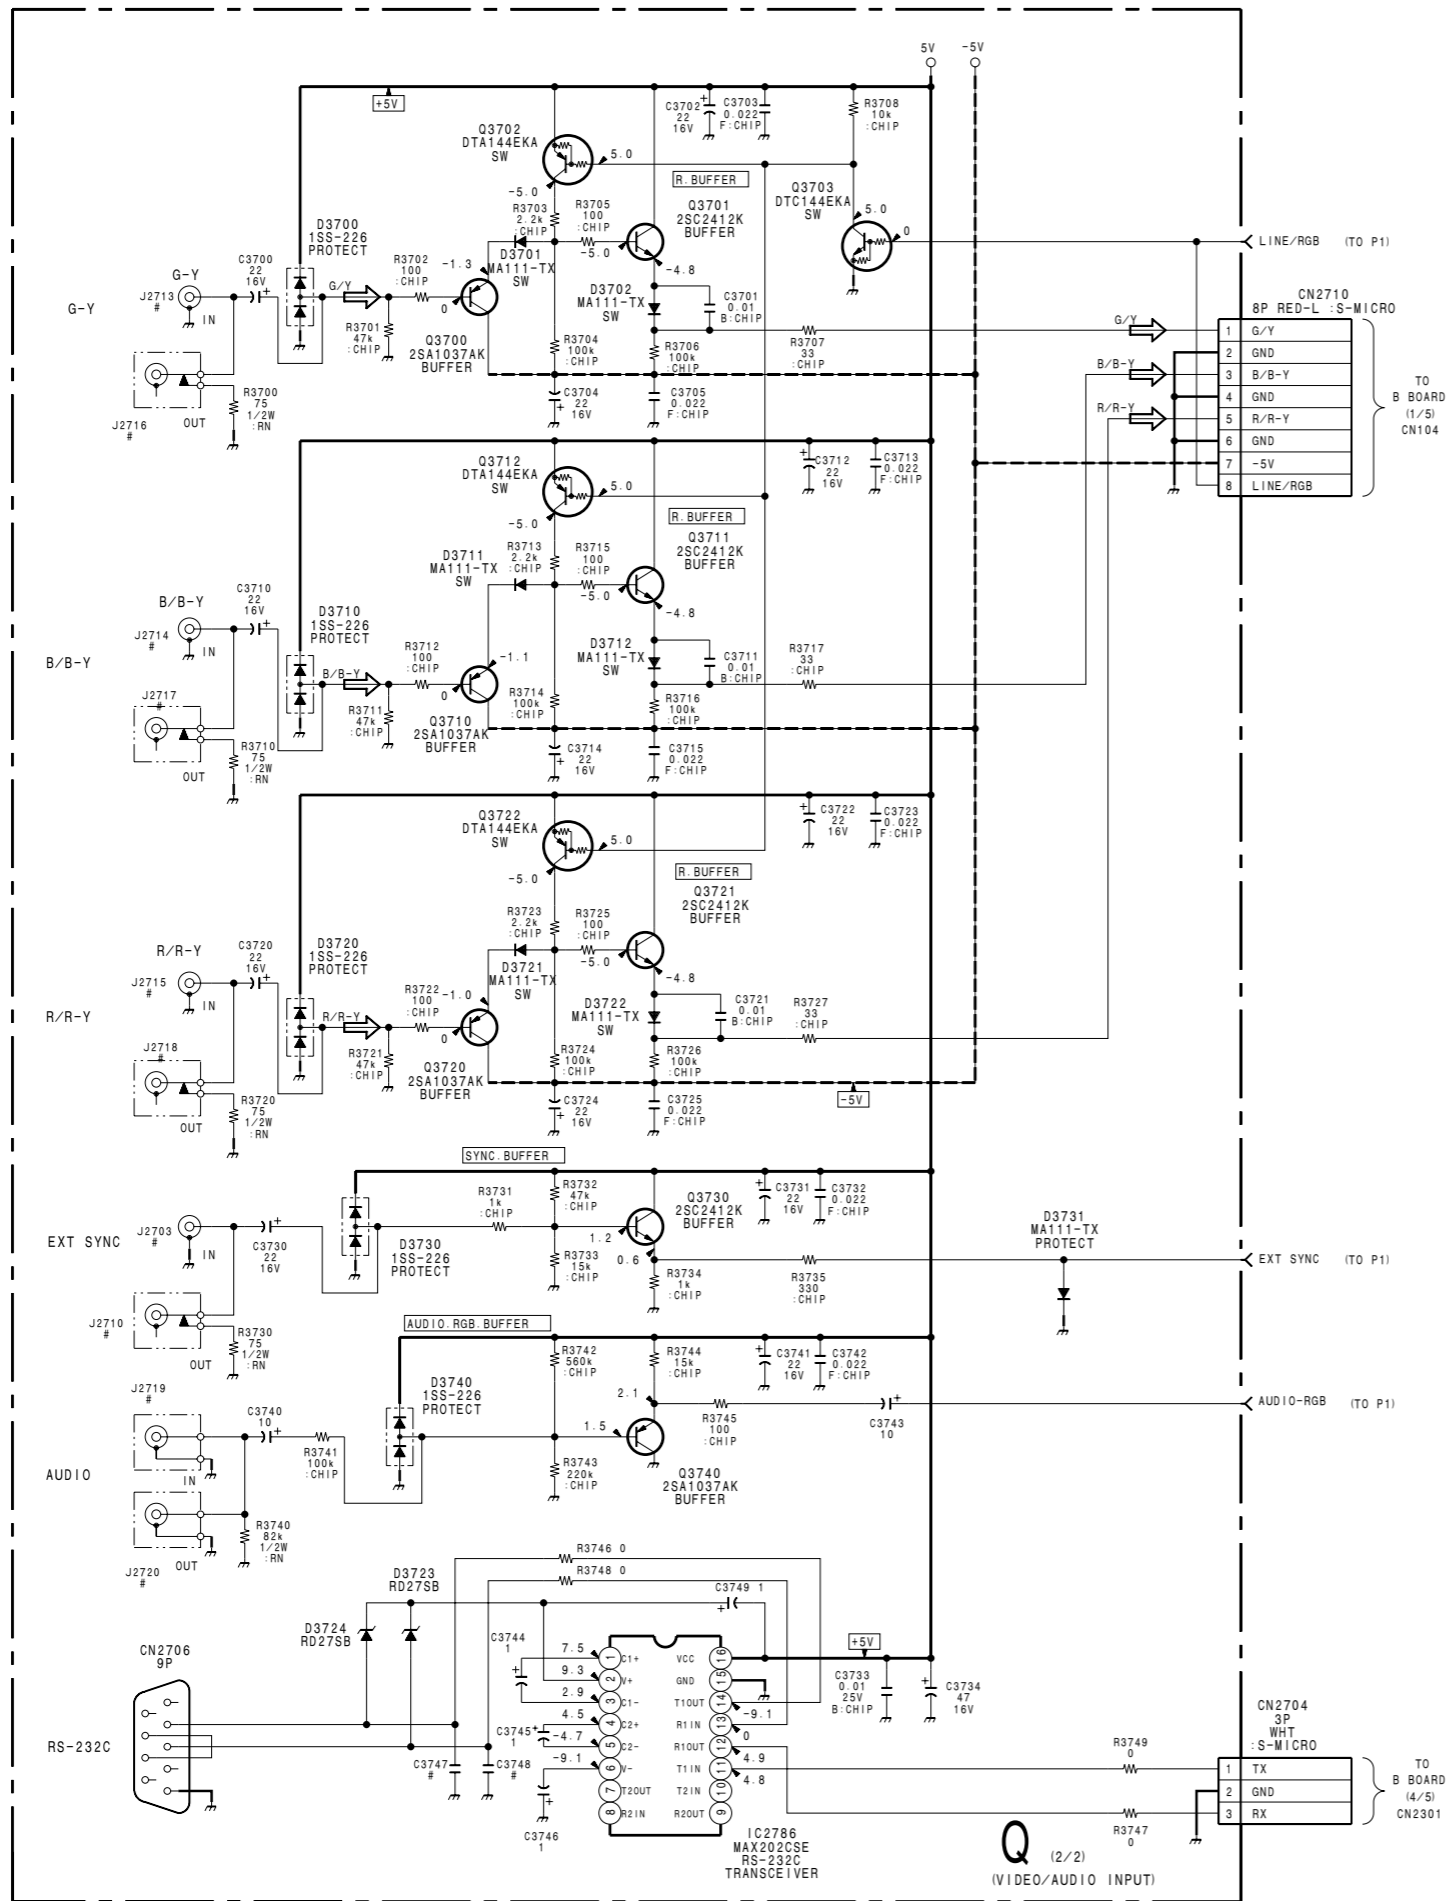 5V
-5V
+5V
C3702
22
16V
C3703
0.022
F:CHIP
R3708
10k
:CHIP
Q3702
DTA144EKA
SW
5.0
R.BUFFER
-5.0
R3703
2.2k
:CHIP
R3705
100
:CHIP
Q3701
2SC2412K
BUFFER
Q3703
DTC144EKA
SW
5.0
0
LINE/RGB (TO P1)
D3700
1SS-226
PROTECT
C3700
22
16V
G-Y
J2713
#
IN
G-Y
G/Y
R3702
100
:CHIP
-1.3
D3701
MA111-TX
SW
-5.0
-4.8
D3702
MA111-TX
SW
C3701
0.01
B:CHIP
R3701
47k
:CHIP
0
Q3700
2SA1037AK
BUFFER
R3704
100k
:CHIP
R3706
100k
:CHIP
R3707
33
:CHIP
G/Y
B/B-Y
R/R-Y
CN2710
8P RED-L :S-MICRO
1 G/Y
2 GND
3 B/B-Y
4 GND
5 R/R-Y
6 GND
7 -5V
8 LINE/RGB
TO
B BOARD
(1/5)
CN104
J2716
#
OUT
R3700
75
1/2W
:RN
C3704
22
16V
C3705
0.022
F:CHIP
Q3712
DTA144EKA
SW
5.0
C3712
22
16V
C3713
0.022
F:CHIP
R.BUFFER
-5.0
D3711
MA111-TX
SW
R3713
2.2k
:CHIP
R3715
100
:CHIP
-5.0
Q3711
2SC2412K
BUFFER
-4.8
C3710
22
16V
B/B-Y
J2714
#
IN
B/B-Y
D3710
1SS-226
PROTECT
B/B-Y
R3712
100
:CHIP
-1.1
0
D3712
MA111-TX
SW
C3711
0.01
B:CHIP
R3717
33
:CHIP
J2717
#
R3711
47k
:CHIP
Q3710
2SA1037AK
BUFFER
R3714
100k
:CHIP
R3716
100k
:CHIP
R3710
75
1/2W
:RN
OUT
C3714
22
16V
C3715
0.022
F:CHIP
Q3722
DTA144EKA
SW
5.0
C3722
22
16V
C3723
0.022
F:CHIP
R.BUFFER
-5.0
R3723
2.2k
:CHIP
R3725
100
:CHIP
-5.0
Q3721
2SC2412K
BUFFER
-4.8
R/R-Y
C3720
22
16V
D3720
1SS-226
PROTECT
J2715
#
IN
R/R-Y
R/R-Y
R3722
100
:CHIP
-1.0
D3721
MA111-TX
SW
D3722
MA111-TX
SW
C3721
0.01
B:CHIP
R3727
33
:CHIP
J2718
#
R3721
47k
:CHIP
0
Q3720
2SA1037AK
BUFFER
R3724
100k
:CHIP
R3726
100k
:CHIP
-5V
R3720
75
1/2W
:RN
OUT
C3724
22
16V
C3725
0.022
F:CHIP
SYNC.BUFFER
R3731
1k
:CHIP
R3732
47k
:CHIP
Q3730
2SC2412K
BUFFER
C3731
22
16V
C3732
0.022
F:CHIP
EXT SYNC
J2703
#
IN
C3730
22
16V
D3730
1SS-226
PROTECT
1.2
R3733
15k
:CHIP
0.6
R3734
1k
:CHIP
R3735
330
:CHIP
D3731
MA111-TX
PROTECT
EXT SYNC (TO P1)
J2710
#
R3730
75
1/2W
:RN
OUT
AUDIO.RGB.BUFFER
R3742
560k
:CHIP
R3744
15k
:CHIP
C3741
22
16V
C3742
0.022
F:CHIP
J2719
#
C3740
10
D3740
1SS-226
PROTECT
2.1
1.5
R3745
100
:CHIP
C3743
10
AUDIO-RGB (TO P1)
AUDIO
IN
R3741
100k
:CHIP
R3743
220k
:CHIP
Q3740
2SA1037AK
BUFFER
R3740
82k
1/2W
:RN
OUT
J2720
#
R3746 0
R3748 0
D3723
RD27SB
D3724
RD27SB
C3749 1
CN2706
9P
RS-232C
C3744
1
C3745
1
C3746
1
C3747
#
C3748
#
7.5
9.3
2.9
4.5
-4.7
-9.1
1 C1+
2 V+
3 C1-
4 C2+
5 C2-
6 V-
7 T2OUT
8 R2IN
VCC 16
GND 15
T1OUT 14
R1IN 13
R1OUT 12
T1IN 11
T2IN 10
R2OUT 9
-9.1
0
4.9
4.8
+5V
C3733
0.01
25V
B:CHIP
C3734
47
16V
IC2786
MAX202CSE
RS-232C
TRANSCEIVER
R3749
0
R3747
0
CN2704
3P
WHT
:S-MICRO
1 TX
2 GND
3 RX
TO
B BOARD
(4/5)
CN2301
Q (2/2)
(VIDEO/AUDIO INPUT)